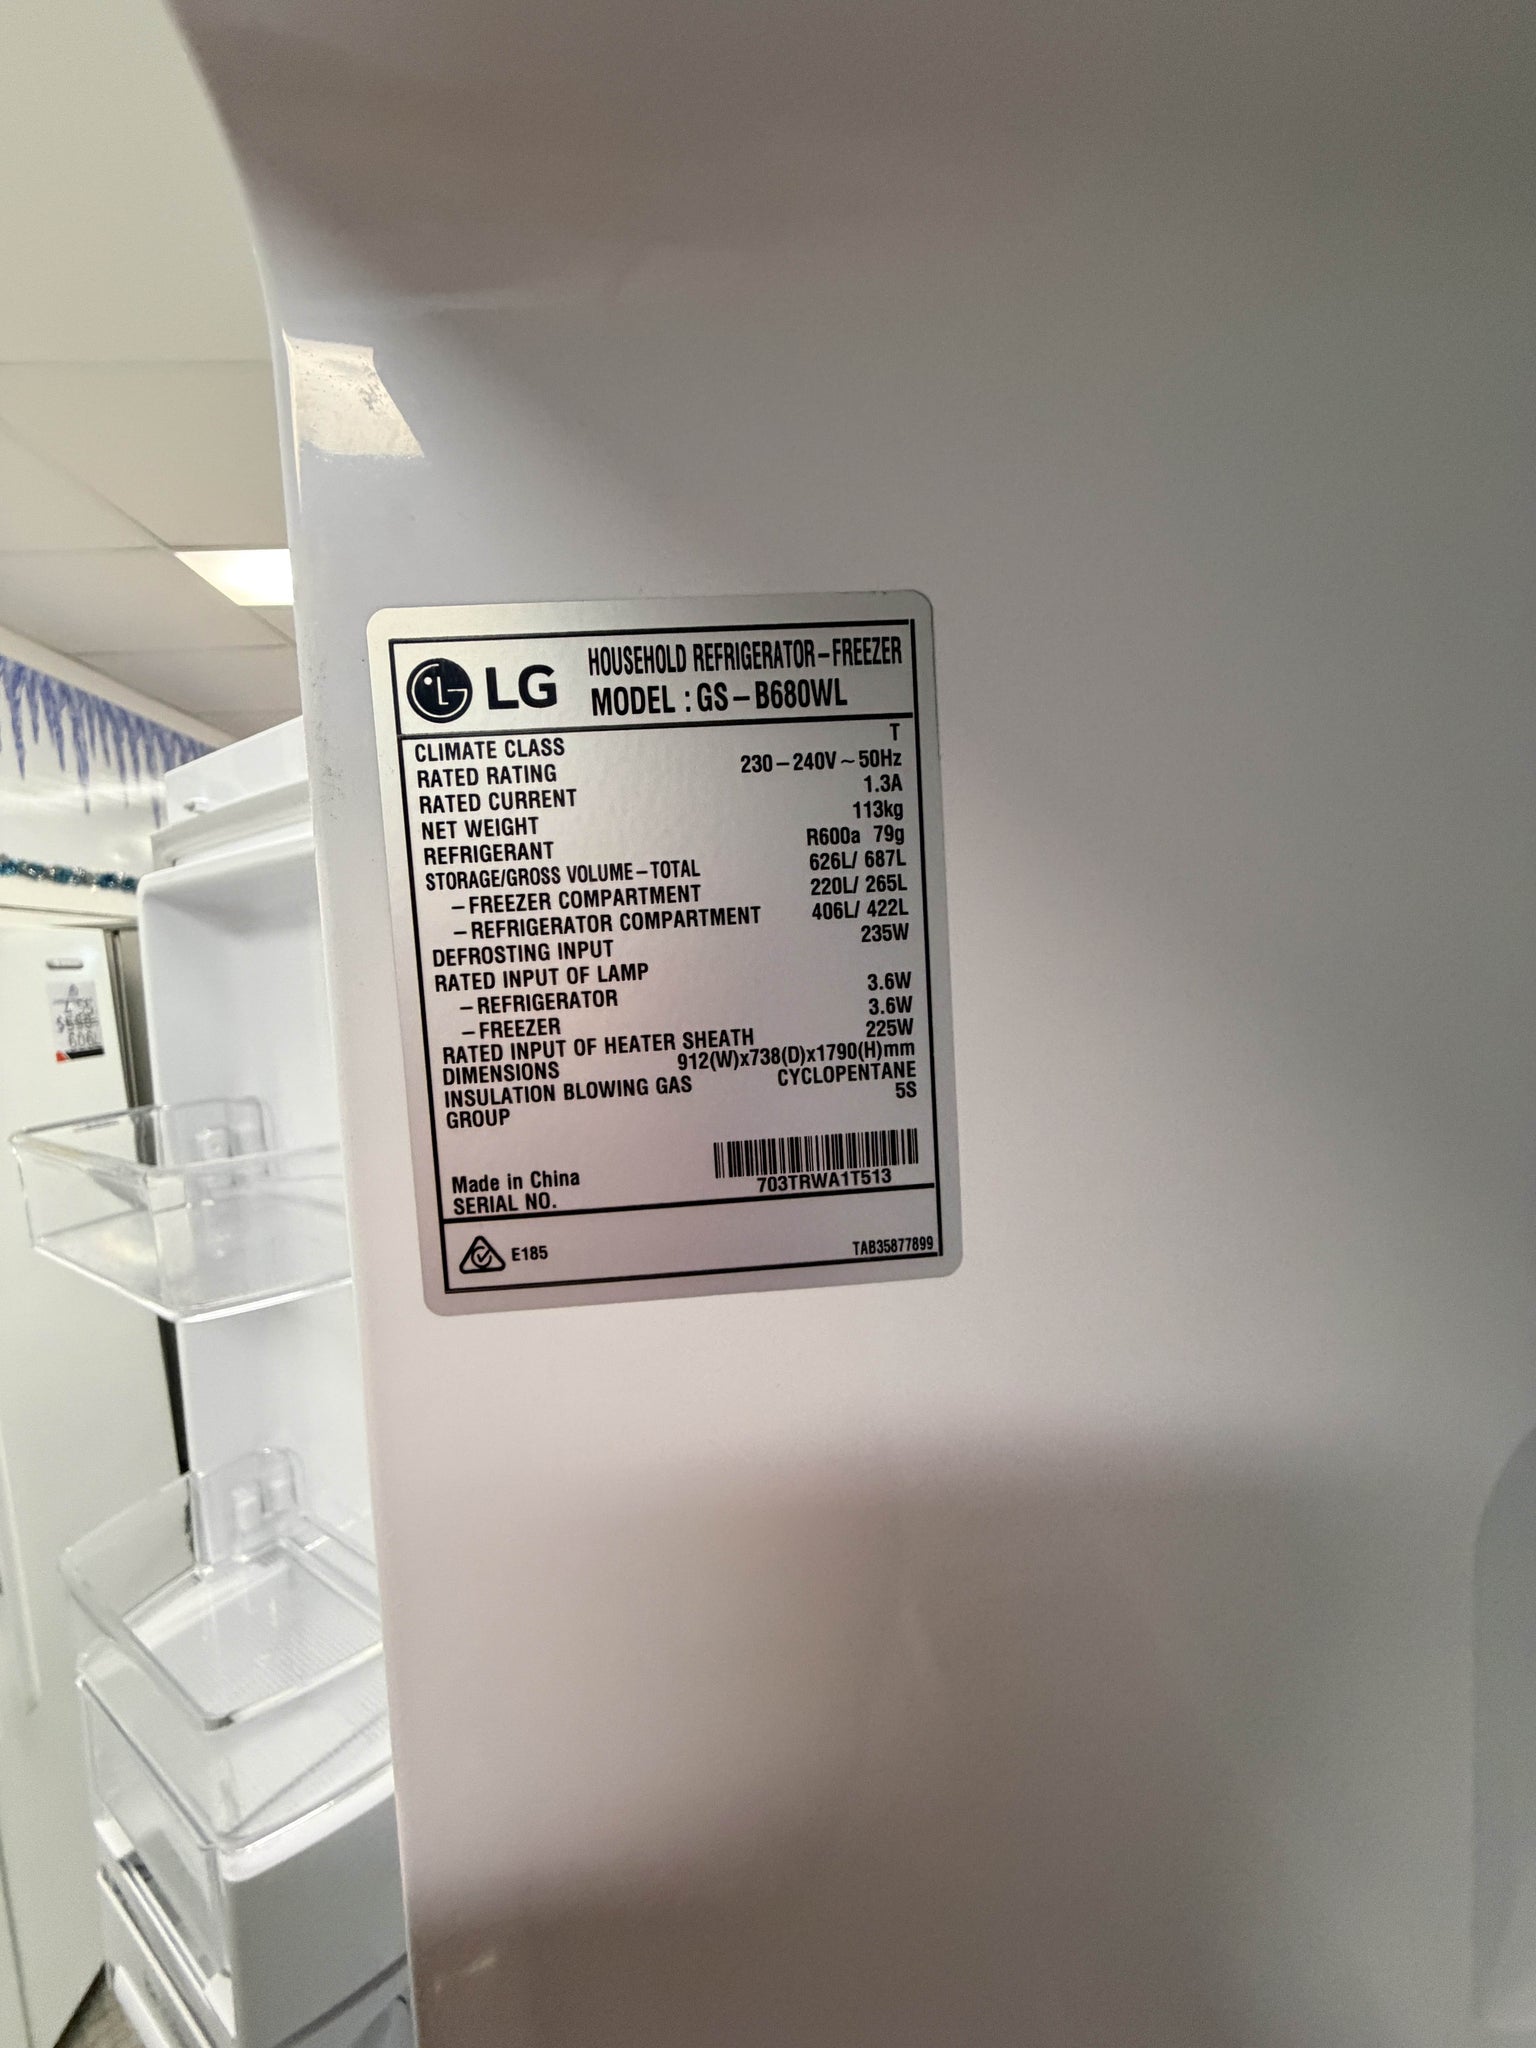 LG
HOUSEHOLD REFRIGERATOR-FREEZER
MODEL : GS-B680WL
CLIMATE CLASS T
RATED RATING 230-240V~50Hz
RATED CURRENT 1.3A
NET WEIGHT 113kg
REFRIGERANT R600a 79g
STORAGE/GROSS VOLUME-TOTAL 626L/ 687L
-FREEZER COMPARTMENT 220L/ 265L
-REFRIGERATOR COMPARTMENT 406L/ 422L
DEFROSTING INPUT 235W
RATED INPUT OF LAMP
-REFRIGERATOR 3.6W
-FREEZER 3.6W
RATED INPUT OF HEATER SHEATH 225W
DIMENSIONS 912(W)x738(D)x1790(H)mm
INSULATION BLOWING GAS CYCLOPENTANE
GROUP 5S
Made in China
SERIAL NO. 703TRWA1T513
E185 TAB35877899